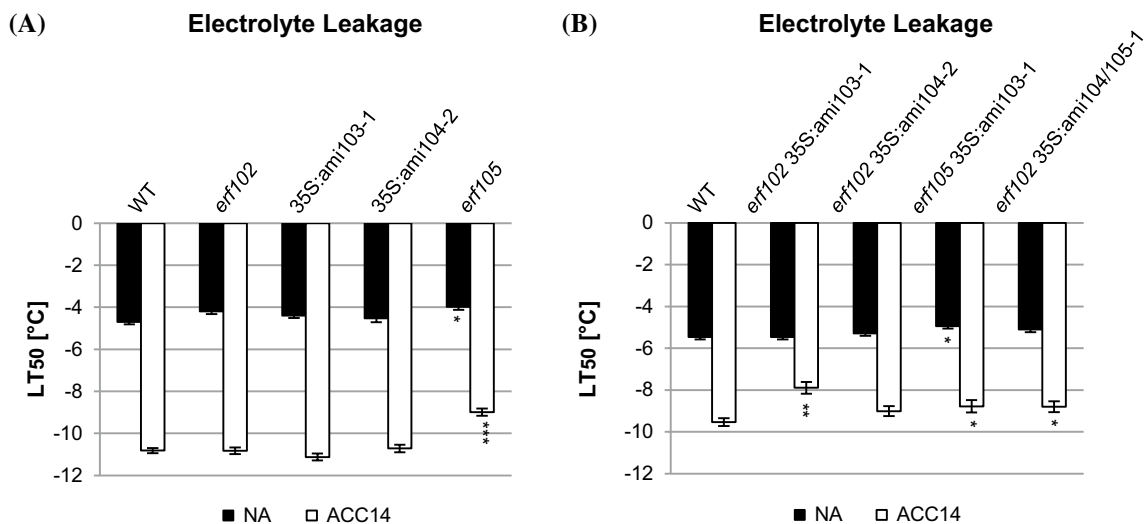 (A)
Electrolyte Leakage
WT
erf102
35S:ami103-1
35S:ami104-2
erf105
0
-2
-4
-6
-8
-10
-12
LT50 [°C]
*
***
NA
ACC14
(B)
Electrolyte Leakage
WT
erf102 35S:ami103-1
erf102 35S:ami104-2
erf105 35S:ami103-1
erf102 35S:ami104/105-1
0
-2
-4
-6
-8
-10
-12
LT50 [°C]
**
*
*
*
NA
ACC14